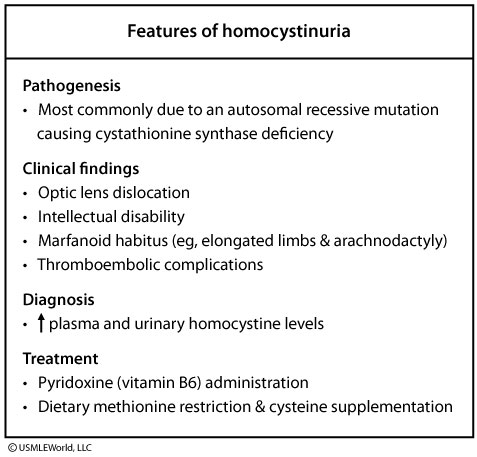 Features of homocystinuria
Pathogenesis
• Most commonly due to an autosomal recessive mutation
causing cystathionine synthase deficiency
Clinical findings
• Optic lens dislocation
• Intellectual disability
• Marfanoid habitus (eg, elongated limbs & arachnodactyly)
• Thromboembolic complications
Diagnosis
• ↑ plasma and urinary homocystine levels
Treatment
• Pyridoxine (vitamin B6) administration
• Dietary methionine restriction & cysteine supplementation
© USMLEWorld, LLC